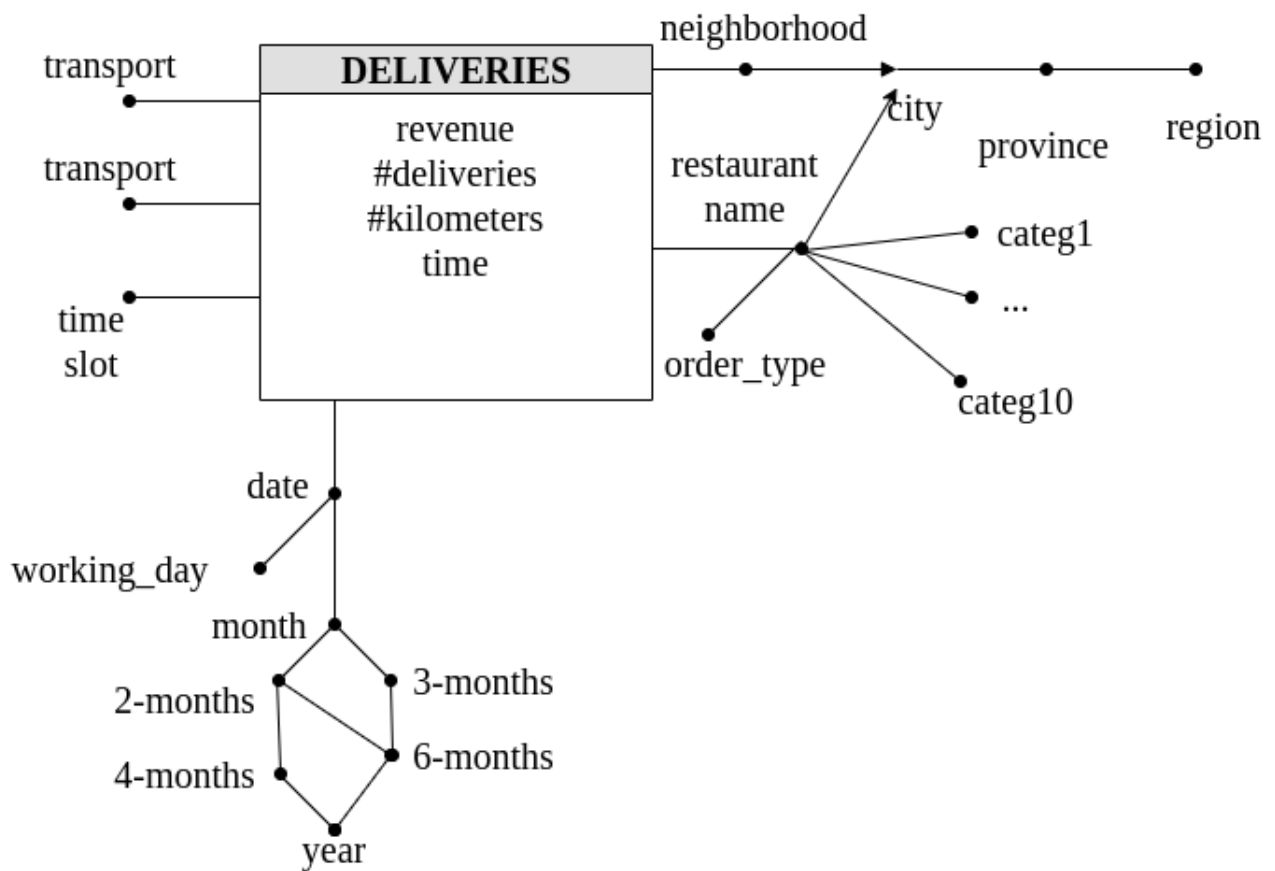 neighborhood
transport
DELIVERIES
revenue
#deliveries
#kilometers
time
city
province
region
transport
restaurant
name
categ1
...
time
slot
order_type
categ10
date
working_day
month
2-months
3-months
4-months
6-months
year